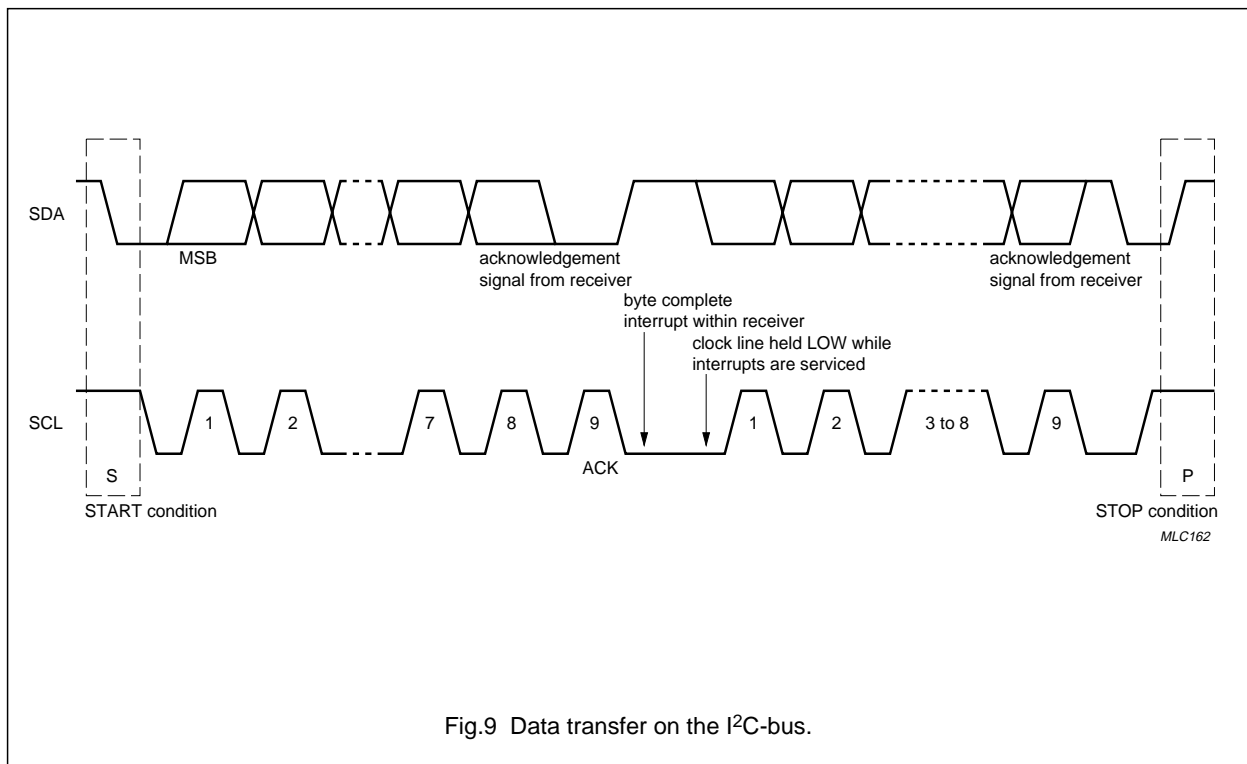 SDA
MSB
acknowledgement
signal from receiver
acknowledgement
signal from receiver
byte complete
interrupt within receiver
clock line held LOW while
interrupts are serviced
SCL
1
2
7
8
9
1
2
3 to 8
9
ACK
S
P
START condition
STOP condition
MLC162
Fig.9 Data transfer on the I²C-bus.